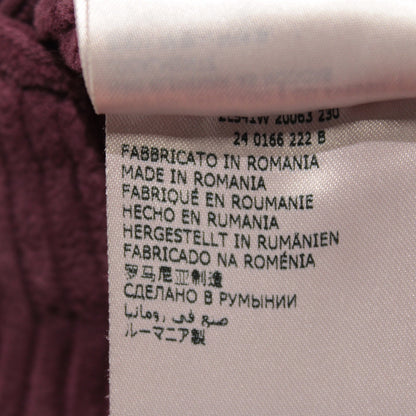 20063 230
24 0166 222 B
FABBRICATO IN ROMANIA
MADE IN ROMANIA
FABRIQUÉ EN ROUMANIE
HECHO EN RUMANIA
HERGESTELLT IN RUMÄNIEN
FABRICADO NA ROMÉNIA
罗马尼亚制造
СДЕЛАНО В РУМЫНИИ
صنع في رومانيا
ルーマニア製